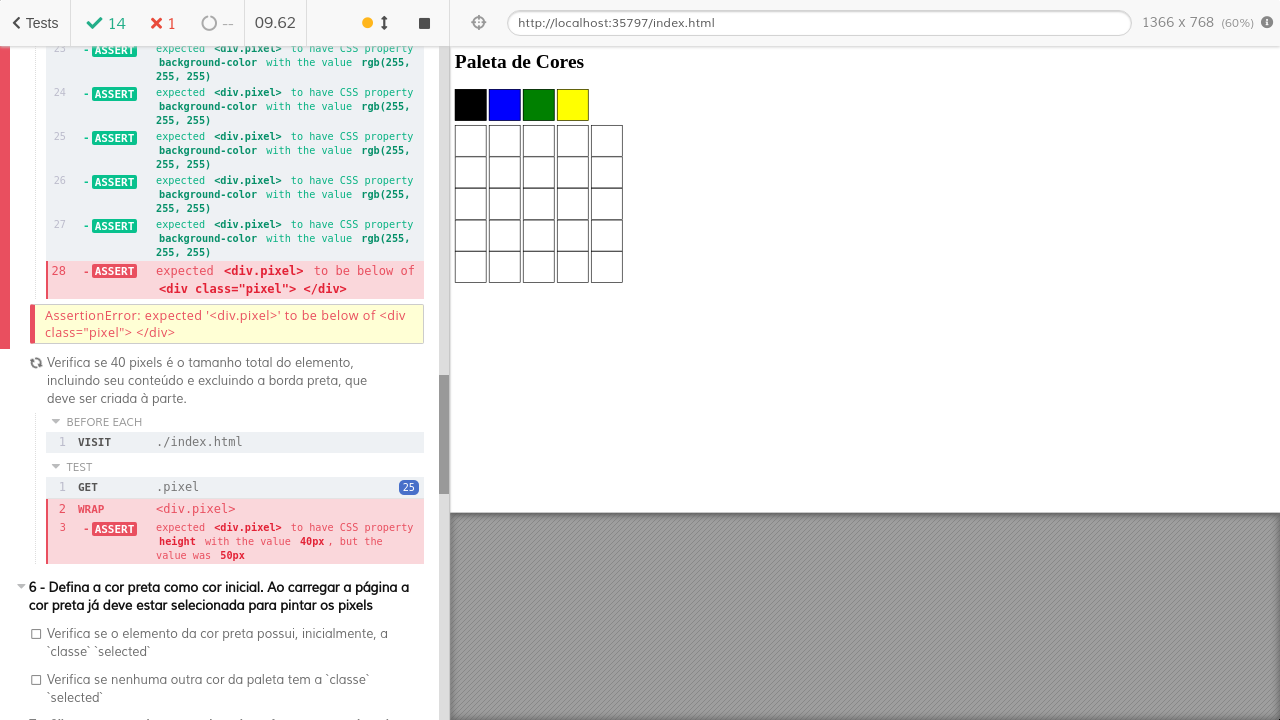 Tests
14
1
--
09.62
http://localhost:35797/index.html
1366 x 768 (60%)
23 - ASSERT expected <div.pixel> to have CSS property
background-color with the value rgb(255,
255, 255)
24 - ASSERT expected <div.pixel> to have CSS property
background-color with the value rgb(255,
255, 255)
25 - ASSERT expected <div.pixel> to have CSS property
background-color with the value rgb(255,
255, 255)
26 - ASSERT expected <div.pixel> to have CSS property
background-color with the value rgb(255,
255, 255)
27 - ASSERT expected <div.pixel> to have CSS property
background-color with the value rgb(255,
255, 255)
28 - ASSERT expected <div.pixel> to be below of
<div class="pixel"> </div>
AssertionError: expected '<div.pixel>' to be below of <div
class="pixel"> </div>
Verifica se 40 pixels é o tamanho total do elemento,
incluindo seu conteúdo e excluindo a borda preta, que
deve ser criada à parte.
BEFORE EACH
1 VISIT ./index.html
TEST
1 GET .pixel 25
2 WRAP <div.pixel>
3 - ASSERT expected <div.pixel> to have CSS property
height with the value 40px, but the
value was 50px
6 - Defina a cor preta como cor inicial. Ao carregar a página a
cor preta já deve estar selecionada para pintar os pixels
Verifica se o elemento da cor preta possui, inicialmente, a
`classe` `selected`
Verifica se nenhuma outra cor da paleta tem a `classe`
`selected`
Paleta de Cores